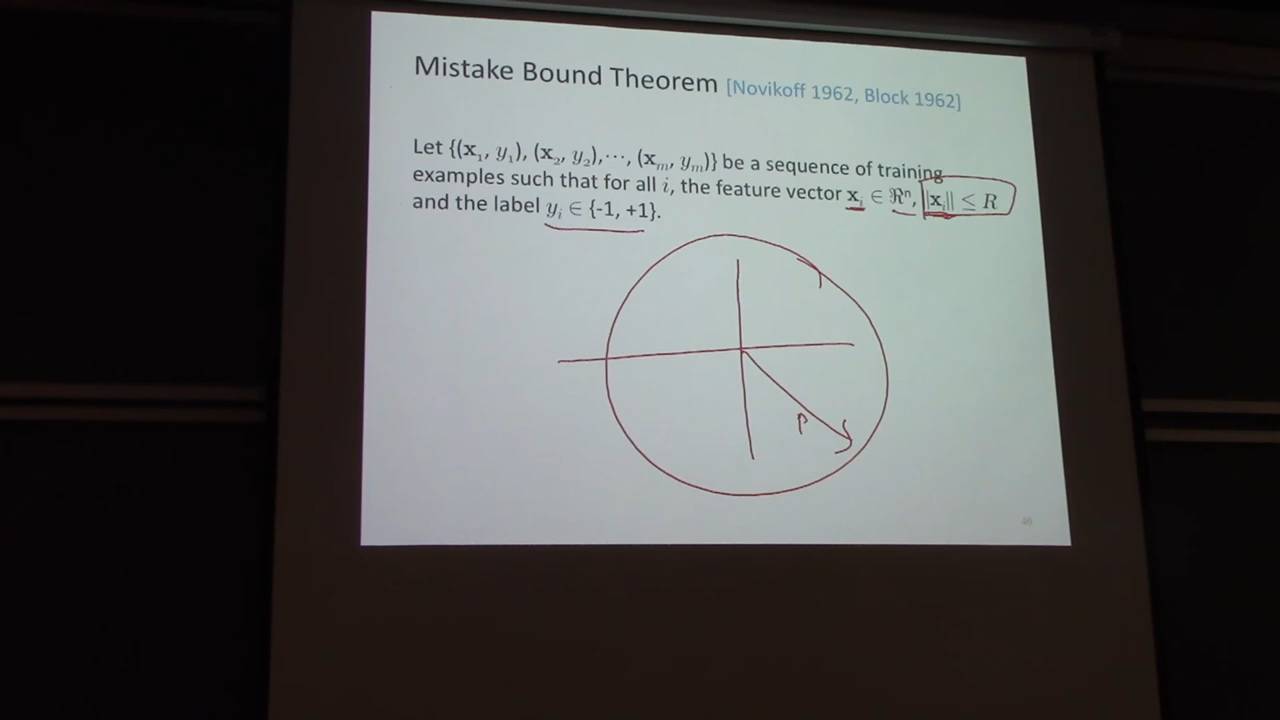 Mistake Bound Theorem [Novikoff 1962, Block 1962]
Let {(x₁, y₁), (x₂, y₂),⋯, (xₘ, yₘ)} be a sequence of training
examples such that for all i, the feature vector xᵢ ∈ ℜⁿ, ||xᵢ|| ≤ R
and the label yᵢ ∈ {-1, +1}.
46